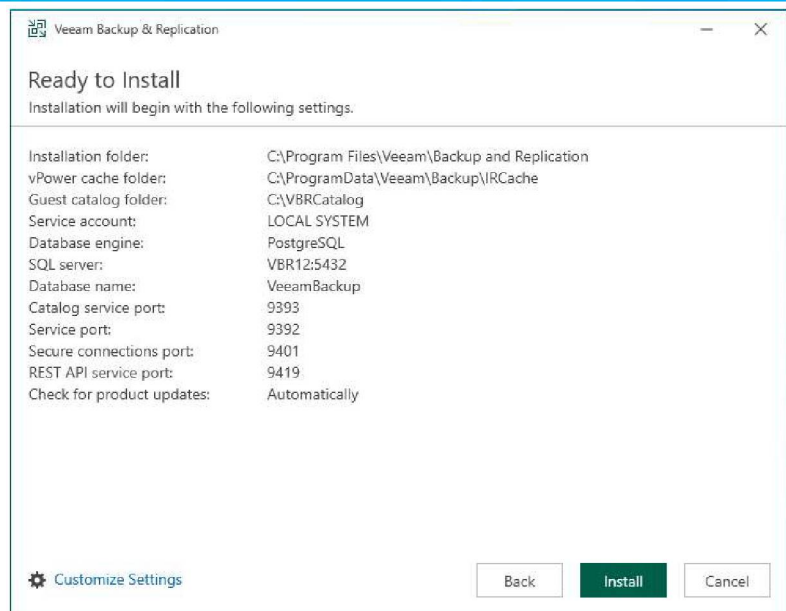 Veeam Backup & Replication
Ready to Install
Installation will begin with the following settings.
Installation folder: C:\Program Files\Veeam\Backup and Replication
vPower cache folder: C:\ProgramData\Veeam\Backup\IRCache
Guest catalog folder: C:\VBRCatalog
Service account: LOCAL SYSTEM
Database engine: PostgreSQL
SQL server: VBR12:5432
Database name: VeeamBackup
Catalog service port: 9393
Service port: 9392
Secure connections port: 9401
REST API service port: 9419
Check for product updates: Automatically
Customize Settings Back Install Cancel